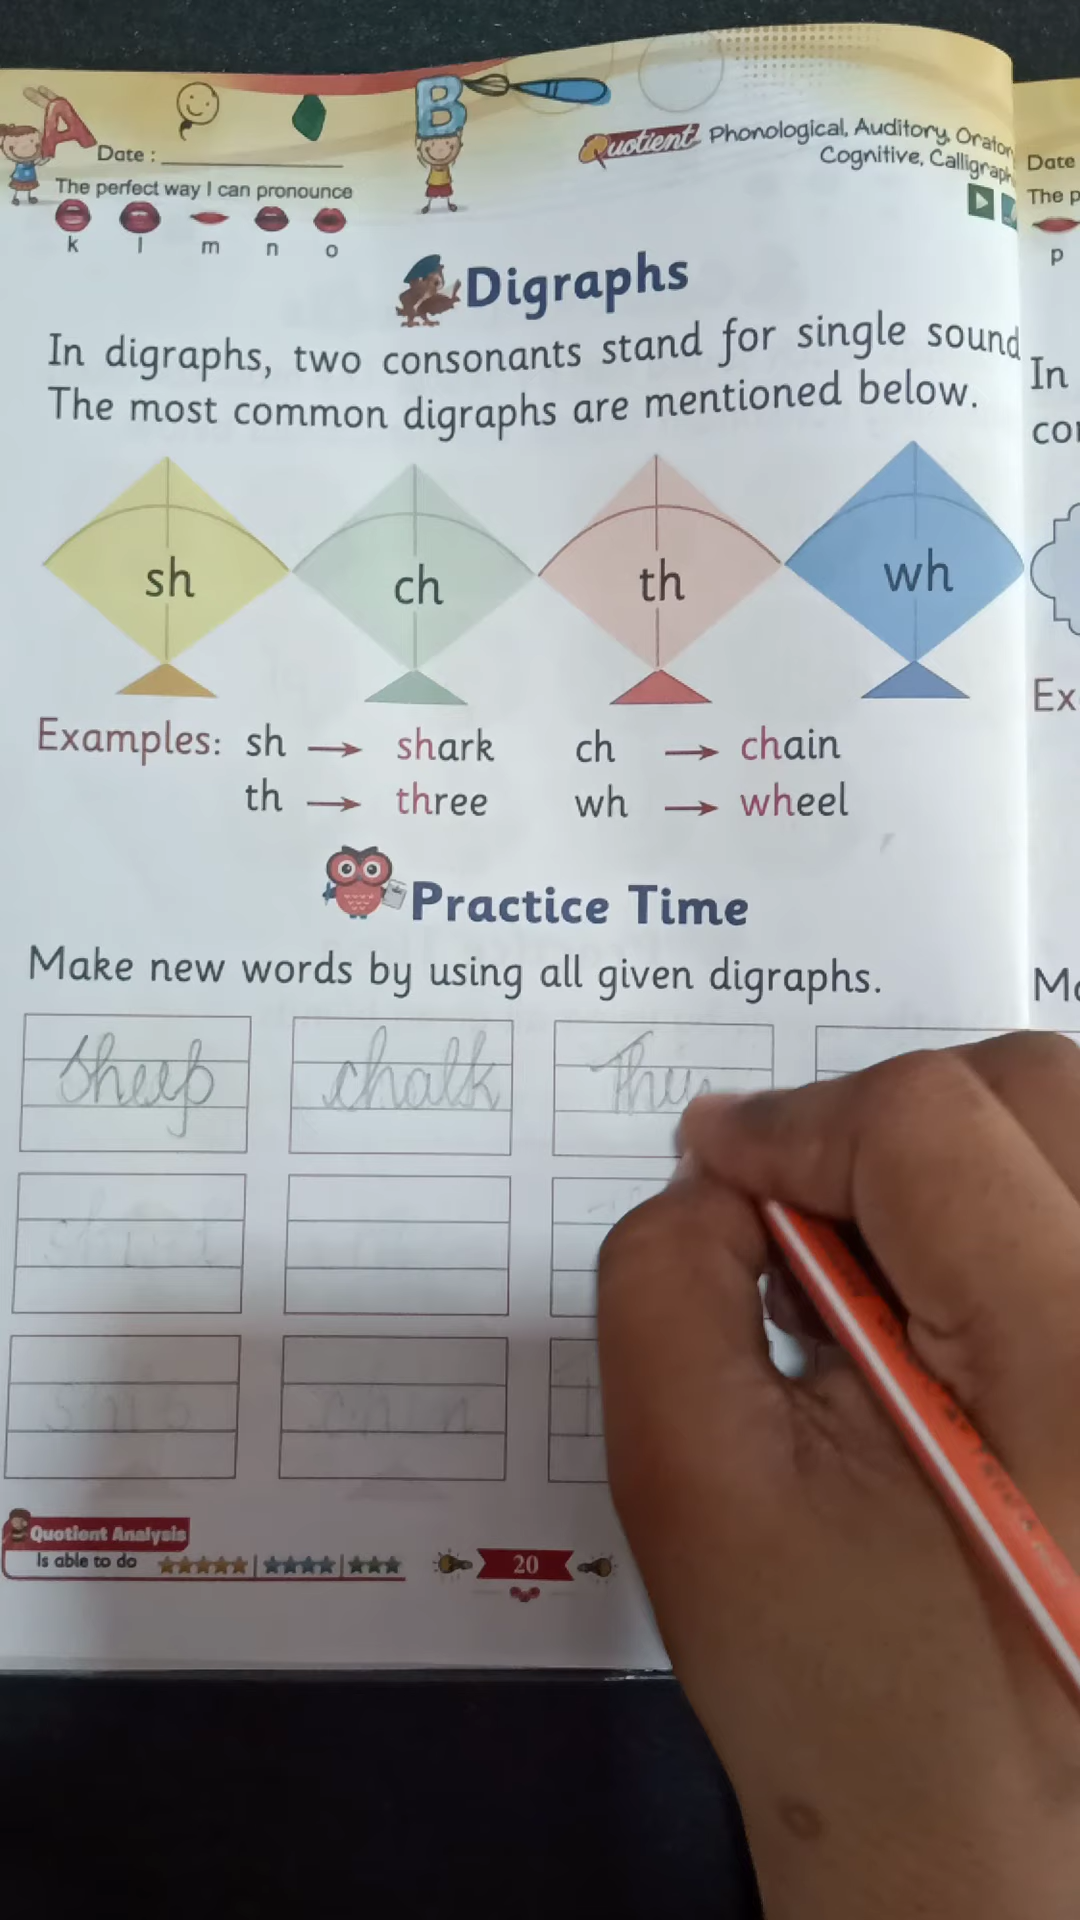 A B
Date :
The perfect way I can pronounce
k l m n o
Quotient Phonological, Auditory, Orator
Cognitive, Calligraph
Digraphs
In digraphs, two consonants stand for single sound
The most common digraphs are mentioned below.
sh ch th wh
Examples: sh → shark ch → chain
th → three wh → wheel
Practice Time
Make new words by using all given digraphs.
Sheep chalk
chin
Quotient Analysis
Is able to do
20
Date
The p
p
In
con
Ex
Ma